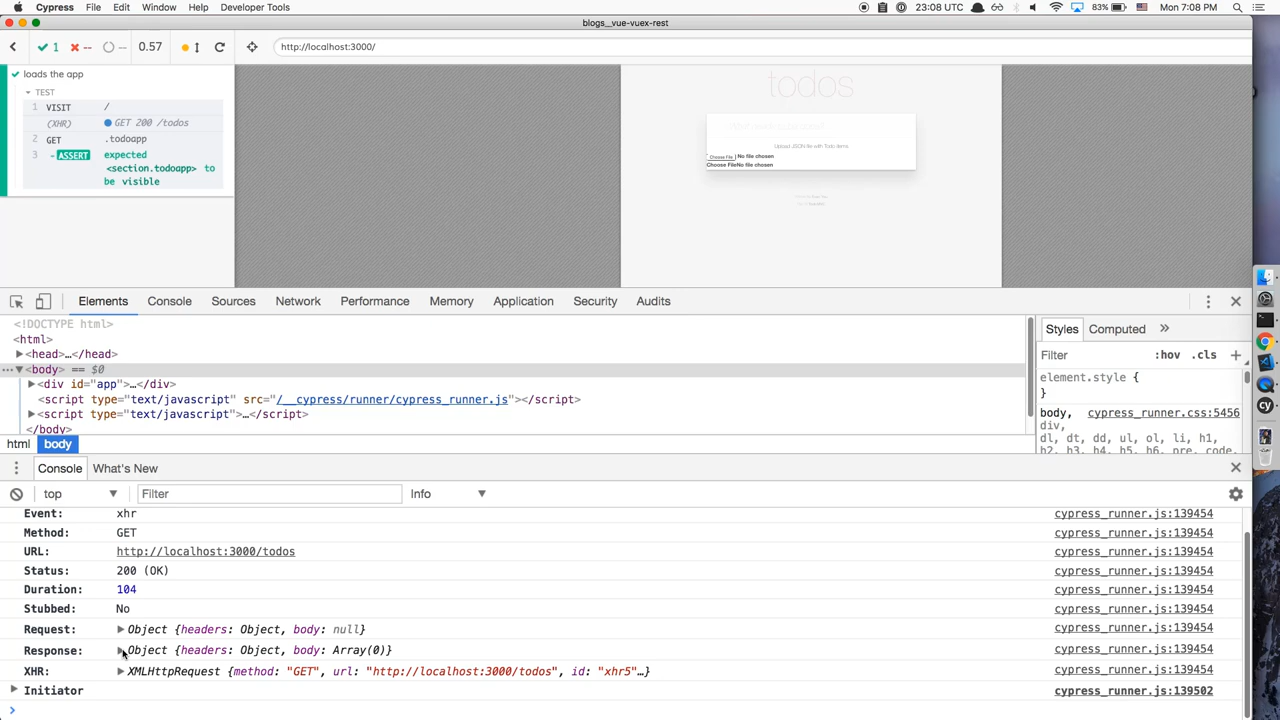 Cypress File Edit Window Help Developer Tools 23:08 UTC 83% Mon 7:08 PM
blogs__vue-vuex-rest
1 -- -- 0.57 http://localhost:3000/
loads the app
TEST
1 VISIT /
(XHR) GET 200 /todos
2 GET .todoapp
3 - ASSERT expected
<section.todoapp> to
be visible
todos
Upload JSON file with Todo items
Choose File No file chosen
Choose FileNo file chosen
Elements Console Sources Network Performance Memory Application Security Audits
<!DOCTYPE html>
<html>
<head>…</head>
<body> == $0
<div id="app">…</div>
<script type="text/javascript" src="/__cypress/runner/cypress_runner.js"></script>
<script type="text/javascript">…</script>
</body>
html body
Styles Computed »
Filter :hov .cls +
element.style {
}
body, cypress_runner.css:5456
div,
dl, dt, dd, ul, ol, li, h1,
h2, h3, h4, h5, h6, pre, code,
Console What's New
top Filter Info
Event: xhr cypress_runner.js:139454
Method: GET cypress_runner.js:139454
URL: http://localhost:3000/todos cypress_runner.js:139454
Status: 200 (OK) cypress_runner.js:139454
Duration: 104 cypress_runner.js:139454
Stubbed: No cypress_runner.js:139454
Request: Object {headers: Object, body: null} cypress_runner.js:139454
Response: Object {headers: Object, body: Array(0)} cypress_runner.js:139454
XHR: XMLHttpRequest {method: "GET", url: "http://localhost:3000/todos", id: "xhr5"…} cypress_runner.js:139454
Initiator cypress_runner.js:139502